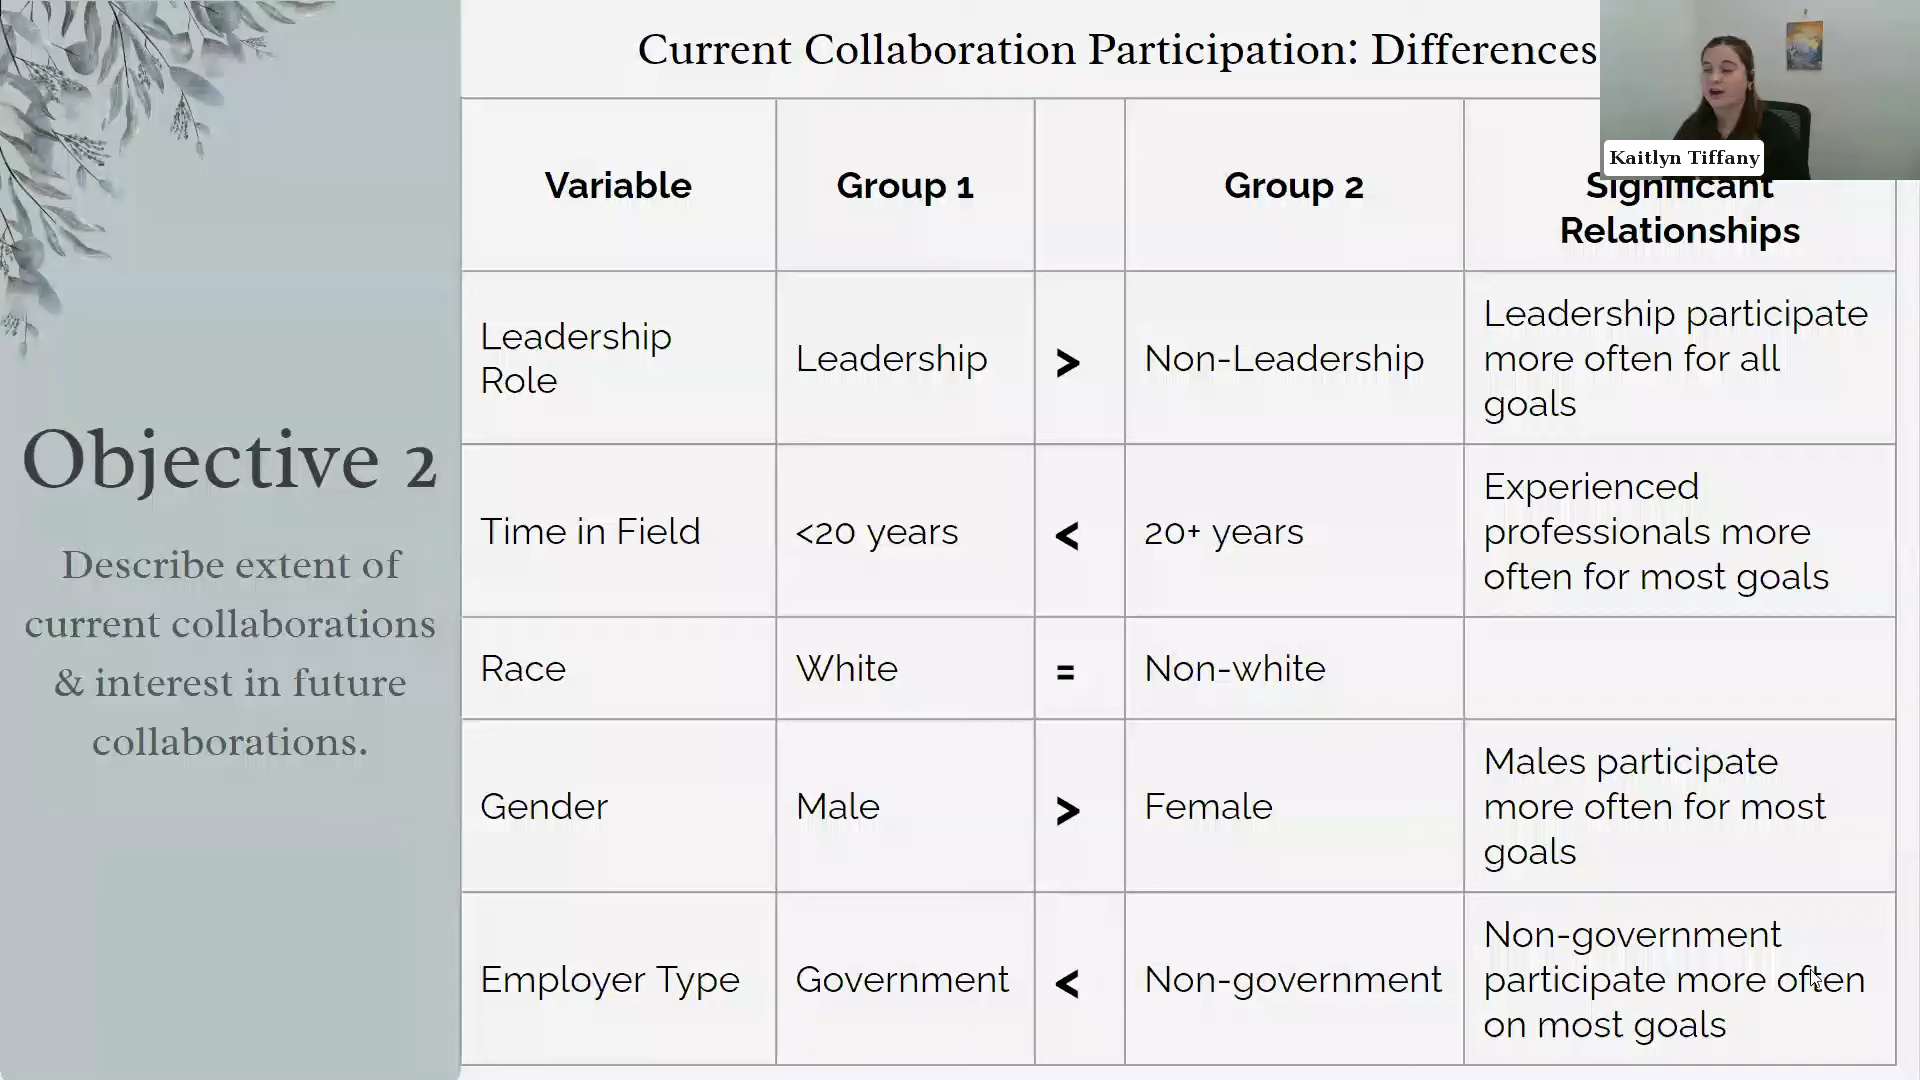 Current Collaboration Participation: Differences
Kaitlyn Tiffany
Objective 2
Describe extent of
current collaborations
& interest in future
collaborations.
Variable
Group 1
Group 2
Significant
Relationships
Leadership
Role
Leadership
>
Non-Leadership
Leadership participate
more often for all
goals
Time in Field
<20 years
<
20+ years
Experienced
professionals more
often for most goals
Race
White
=
Non-white
Gender
Male
>
Female
Males participate
more often for most
goals
Employer Type
Government
<
Non-government
Non-government
participate more often
on most goals